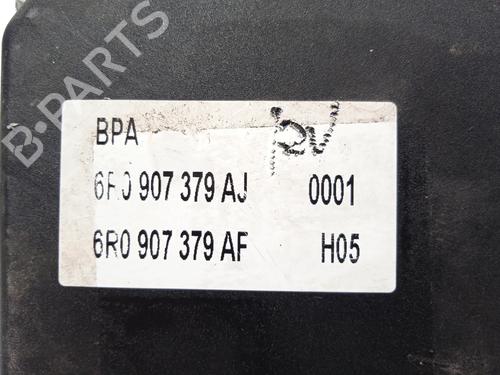 B-PARTS
BPA
6R0 907 379 AJ 0001
6R0 907 379 AF H05